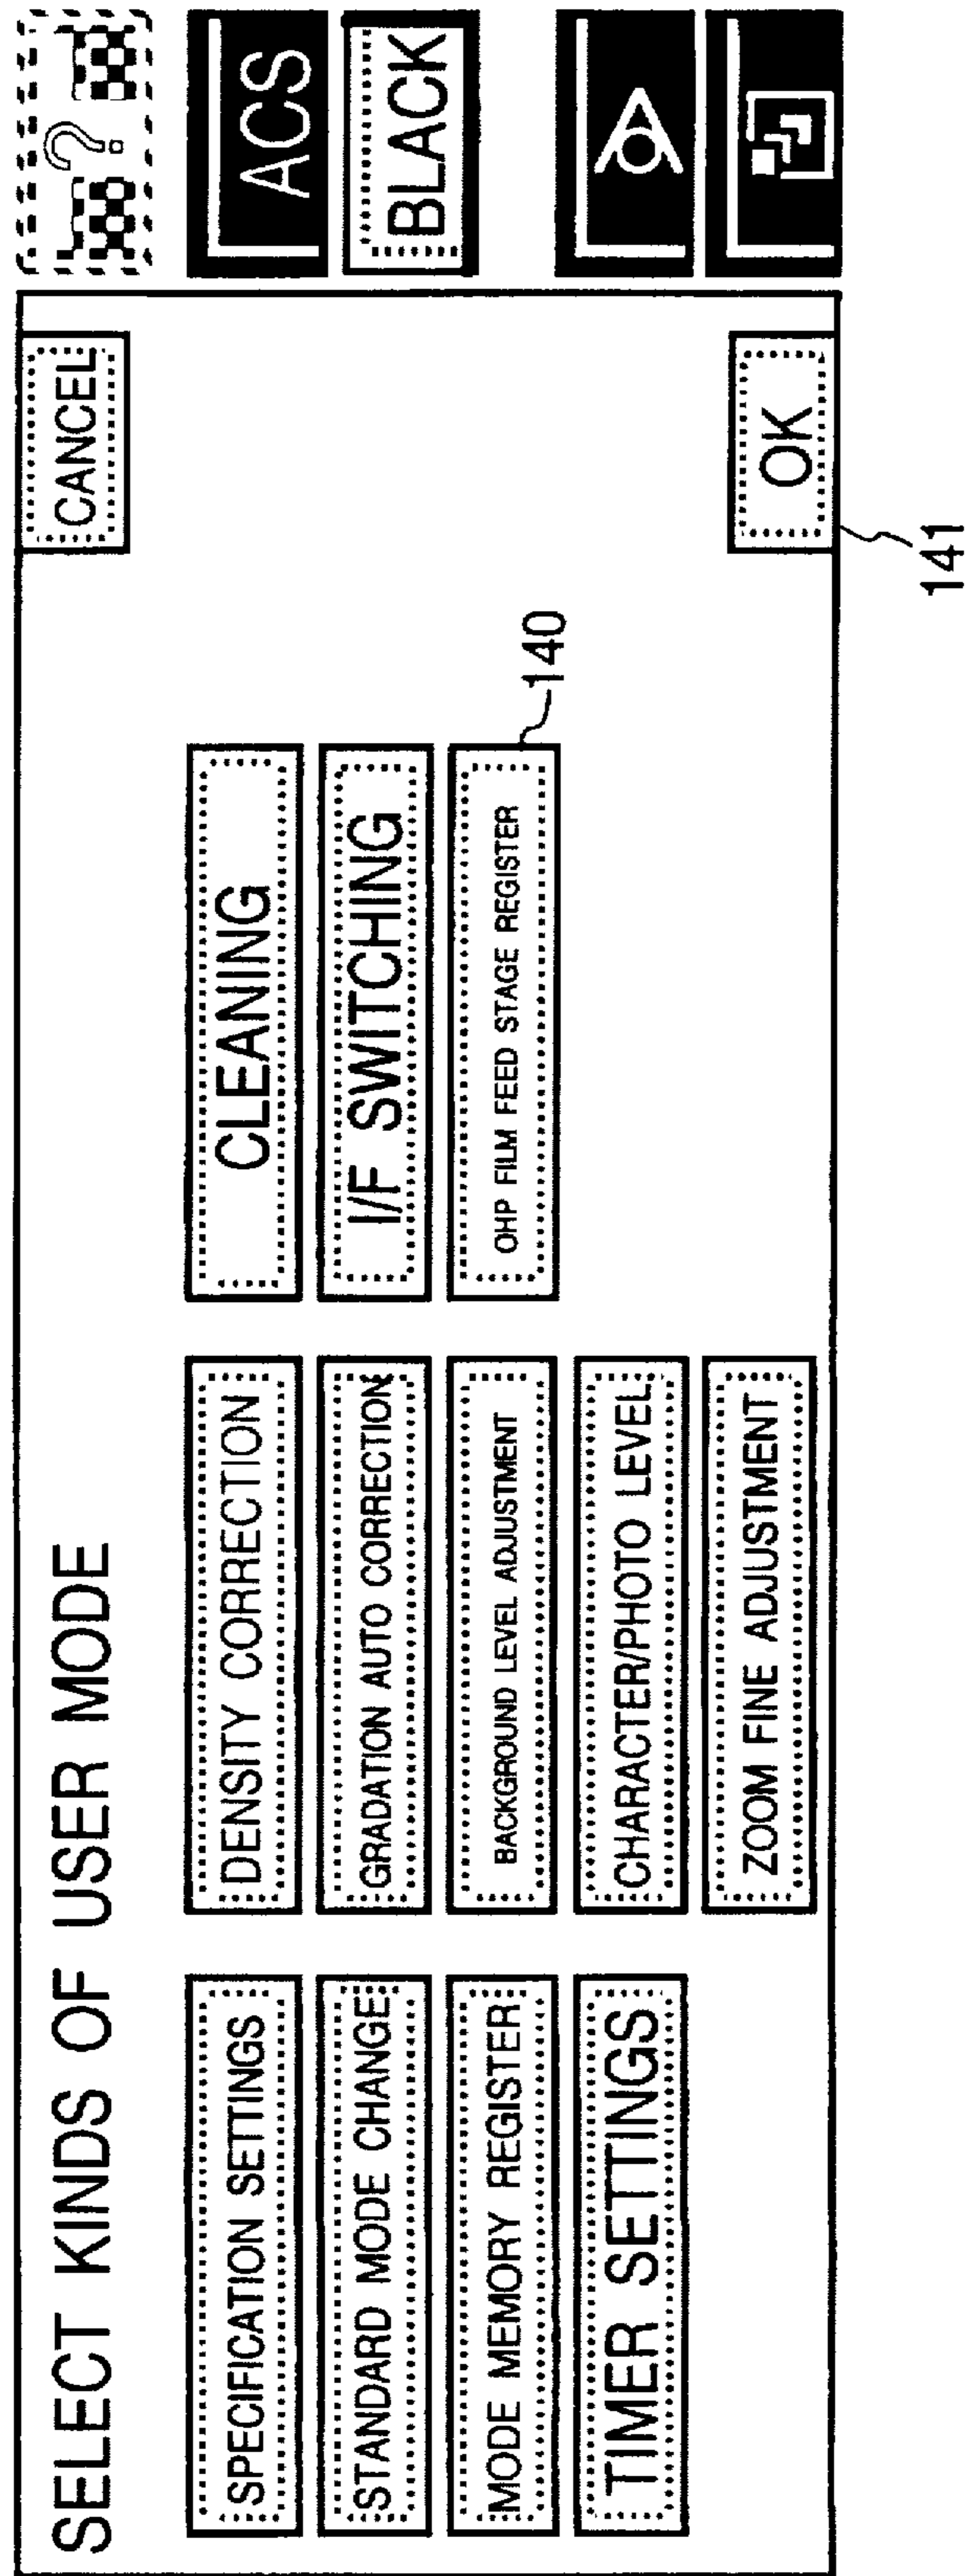 SELECT KINDS OF USER MODE
CANCEL
?
SPECIFICATION SETTINGS
DENSITY CORRECTION
CLEANING
ACS
STANDARD MODE CHANGE
GRADATION AUTO CORRECTION
I/F SWITCHING
BLACK
MODE MEMORY REGISTER
BACKGROUND LEVEL ADJUSTMENT
OHP FILM FEED STAGE REGISTER
140
TIMER SETTINGS
CHARACTER/PHOTO LEVEL
ZOOM FINE ADJUSTMENT
OK
141